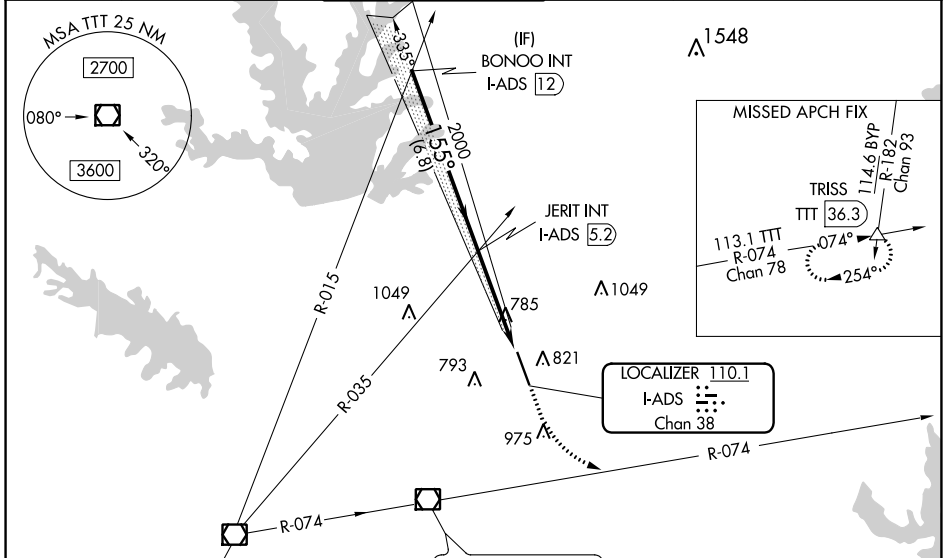 MSA TTT 25 NM
2700
080°
320°
3600
335°
(IF)
BONOO INT
I-ADS 12
1548
2000
155°
(6.8)
JERIT INT
I-ADS 5.2
MISSED APCH FIX
114.6 BYP
R-182
Chan 93
TRISS
TTT 36.3
113.1 TTT
R-074
Chan 78
074°
254°
R-015
1049
1049
785
R-035
793
821
LOCALIZER 110.1
I-ADS
Chan 38
975
R-074
R-074